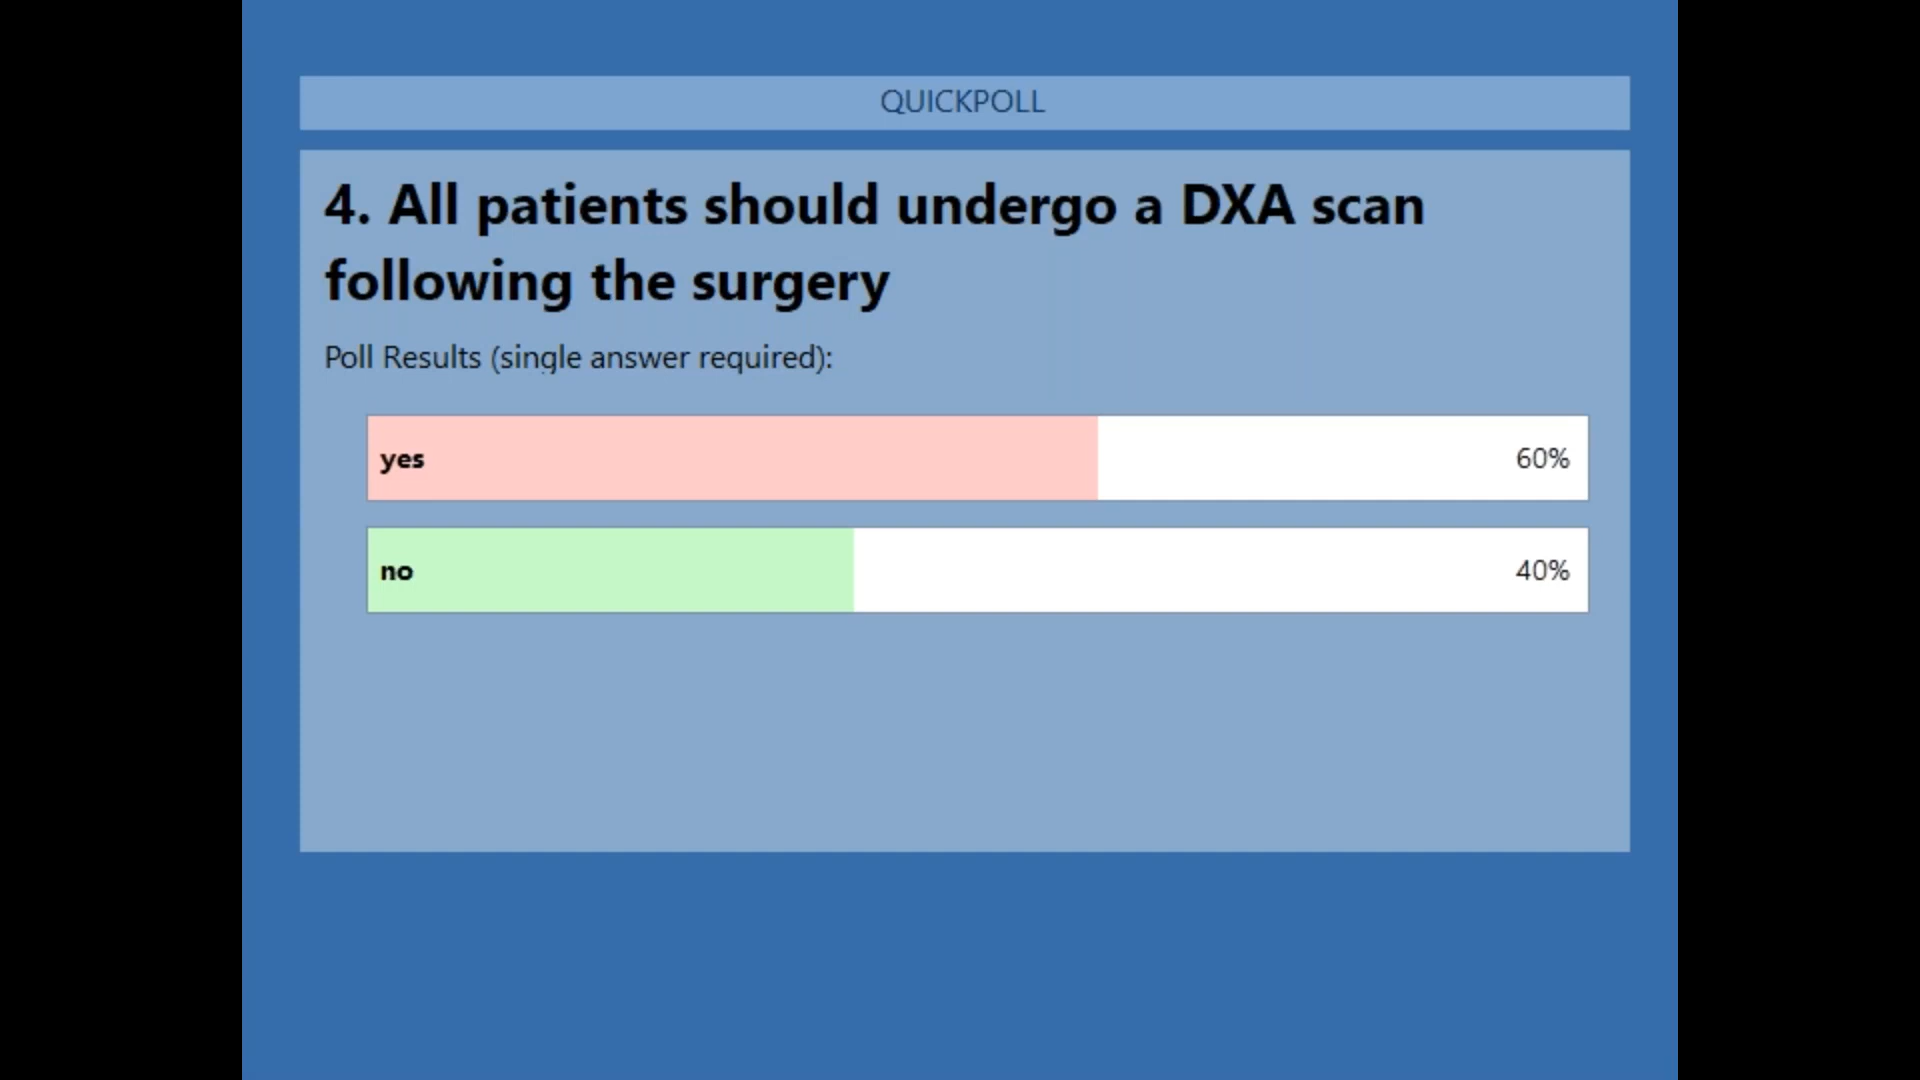 QUICKPOLL
4. All patients should undergo a DXA scan
following the surgery
Poll Results (single answer required):
yes 60%
no 40%